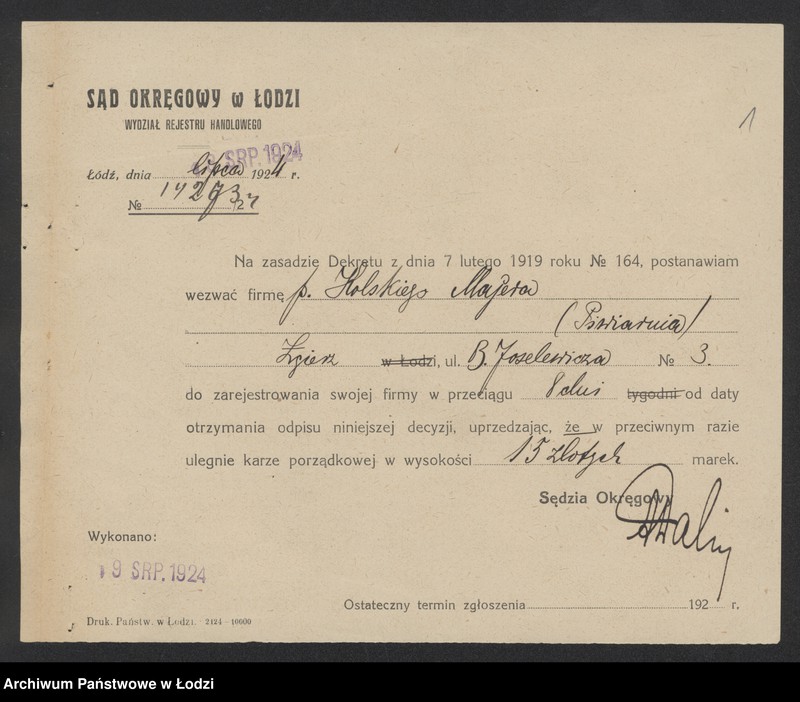 SĄD OKRĘGOWY w ŁODZI
WYDZIAŁ REJESTRU HANDLOWEGO
1
9 SRP. 1924
Łódź, dnia lipca 1924 r.
№
Na zasadzie Dekretu z dnia 7 lutego 1919 roku № 164, postanawiam
wezwać firmę p. Kolskiego Majera
(Piwiarnia)
Zgierz w Łodzi, ul. B. Joselewicza № 3.
do zarejestrowania swojej firmy w przeciągu 8 dni tygodni od daty
otrzymania odpisu niniejszej decyzji, uprzedzając, że w przeciwnym razie
ulegnie karze porządkowej w wysokości 15 złotych marek.
Sędzia Okręgowy
Wykonano:
19 SRP. 1924
Ostateczny termin zgłoszenia 192 r.
Druk. Państw. w Łodzi. 2124—10000
Archiwum Państwowe w Łodzi